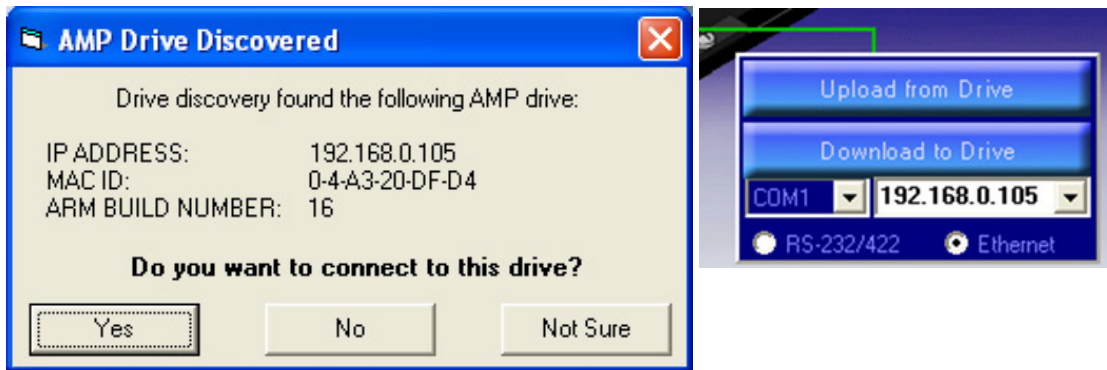 AMP Drive Discovered
Drive discovery found the following AMP drive:
IP ADDRESS: 192.168.0.105
MAC ID: 0-4-A3-20-DF-D4
ARM BUILD NUMBER: 16
Do you want to connect to this drive?
Yes No Not Sure
Upload from Drive
Download to Drive
COM1 192.168.0.105
RS-232/422 Ethernet